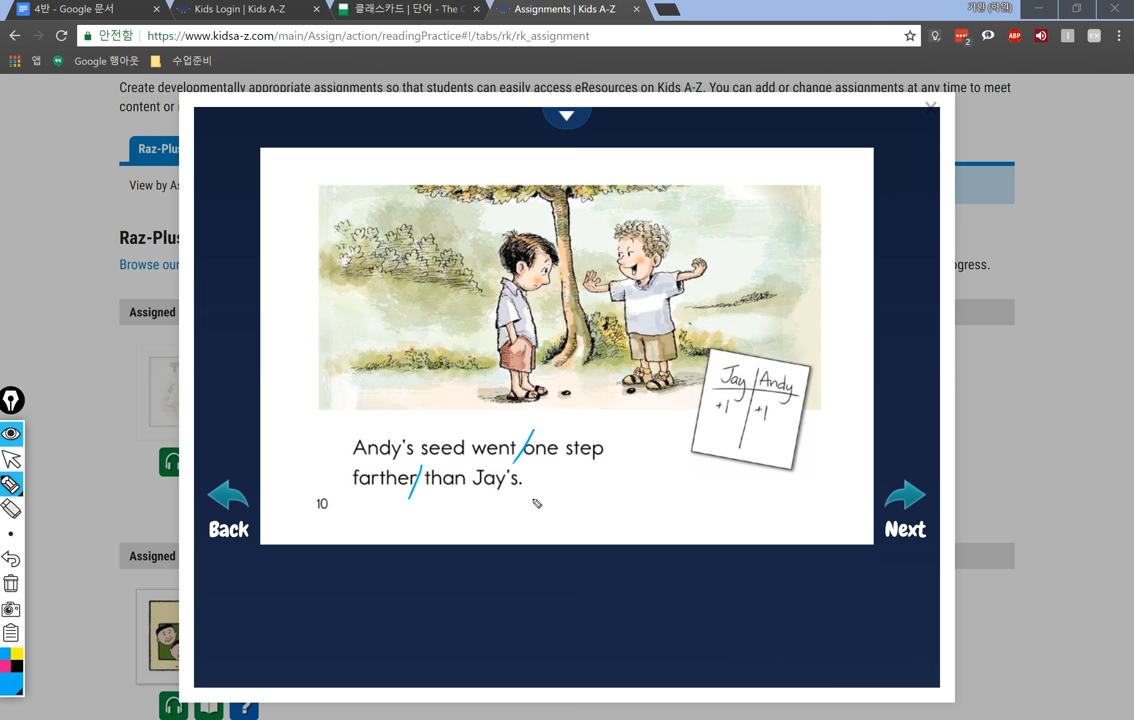 4반 - Google 문서
Kids Login | Kids A-Z
클래스카드 | 단어 - The C
Assignments | Kids A-Z
기완 (학원)
안전함
https://www.kidsa-z.com/main/Assign/action/readingPractice#!/tabs/rk/rk_assignment
2
ABP
앱
Google 행아웃
수업준비
Create developmentally appropriate assignments so that students can easily access eResources on Kids A-Z. You can add or change assignments at any time to meet
content or
Raz-Plus
View by
Raz-Plus
Browse our
ogress.
Assigned
Jay Andy
+1 +1
Andy's seed went one step
farther than Jay's.
10
Back
Next
Assigned
?